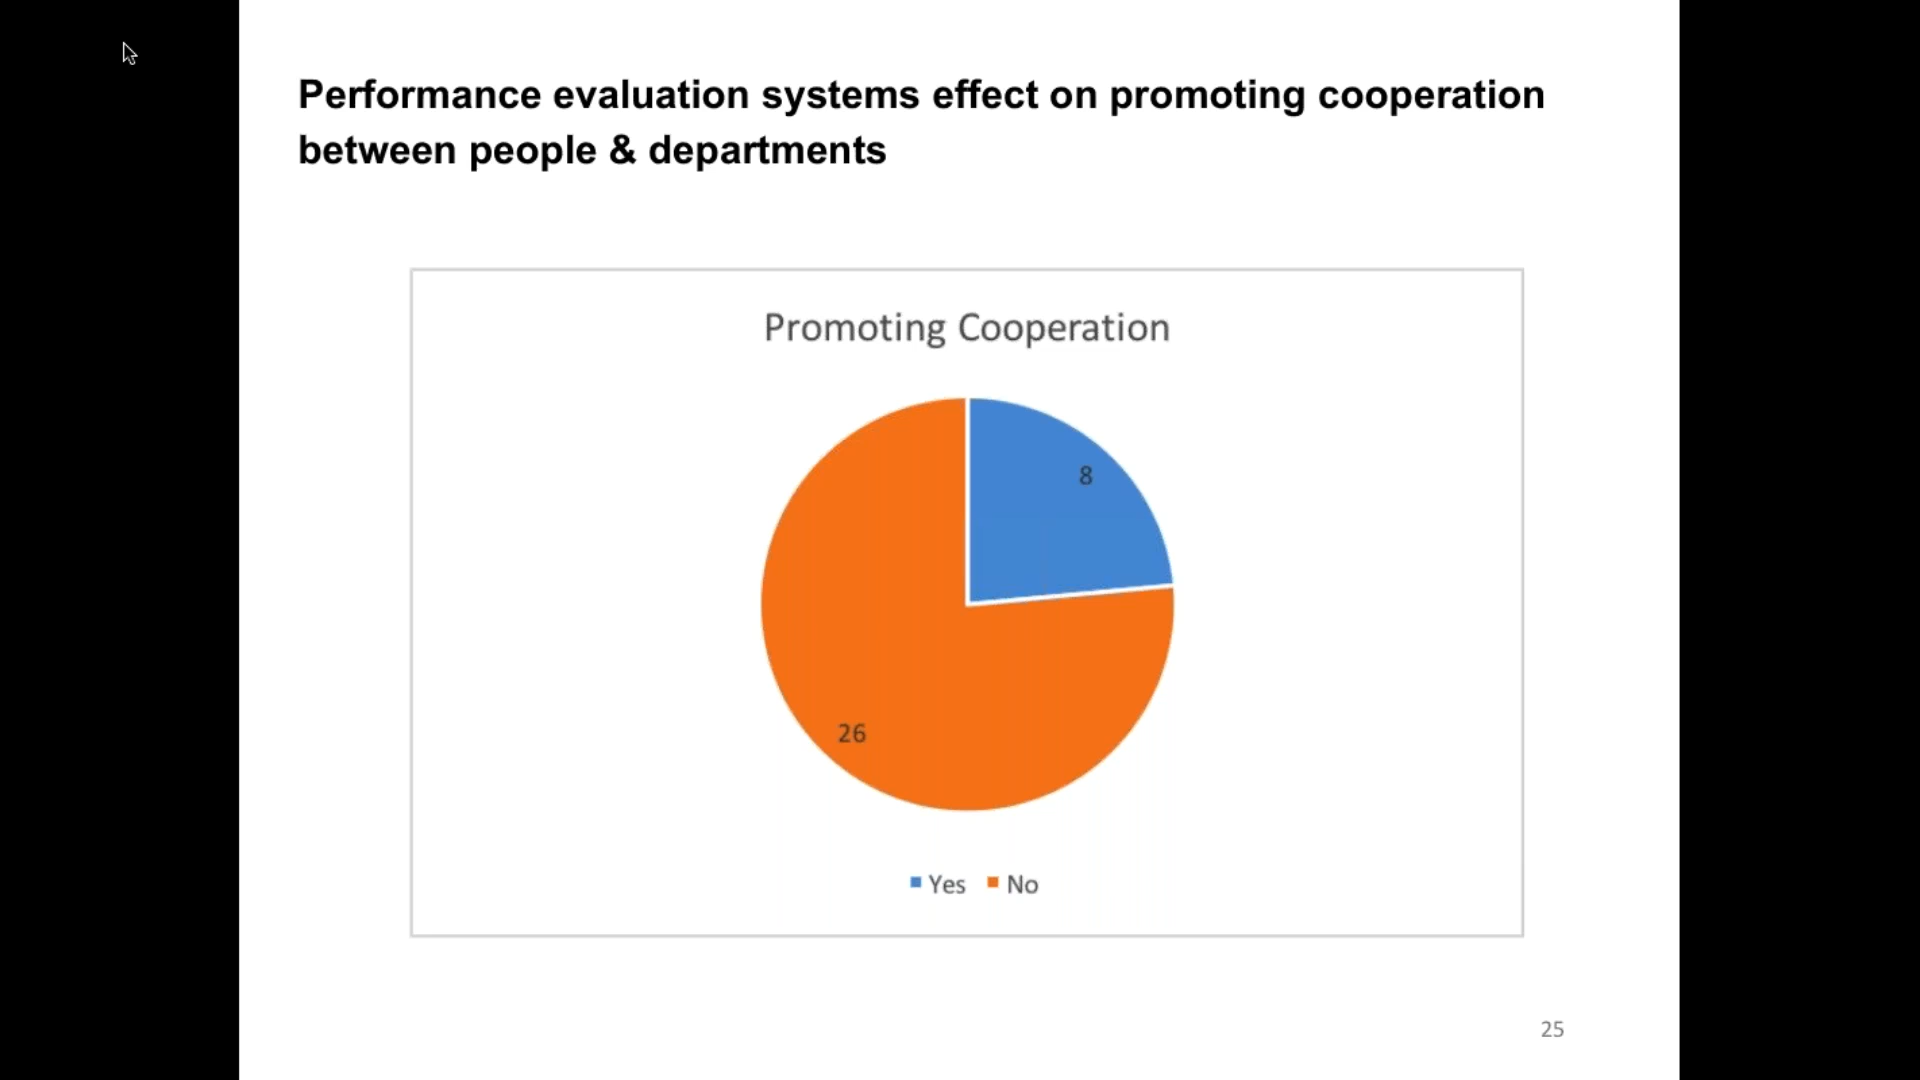 Performance evaluation systems effect on promoting cooperation
between people & departments
Promoting Cooperation
8
26
Yes No
25